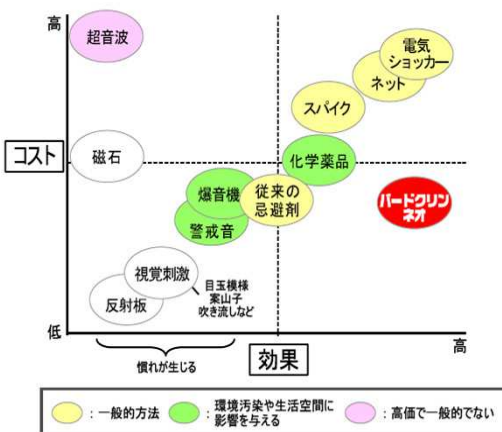 高
超音波
電気
ショッカー
ネット
スパイク
コスト
磁石
化学薬品
爆音機
従来の
忌避剤
バードクリン
ネオ
警戒音
視覚刺激
目玉模様
案山子
吹き流しなど
反射板
低
慣れが生じる
効果
高
：一般的方法
：環境汚染や生活空間に
影響を与える
：高価で一般的でない